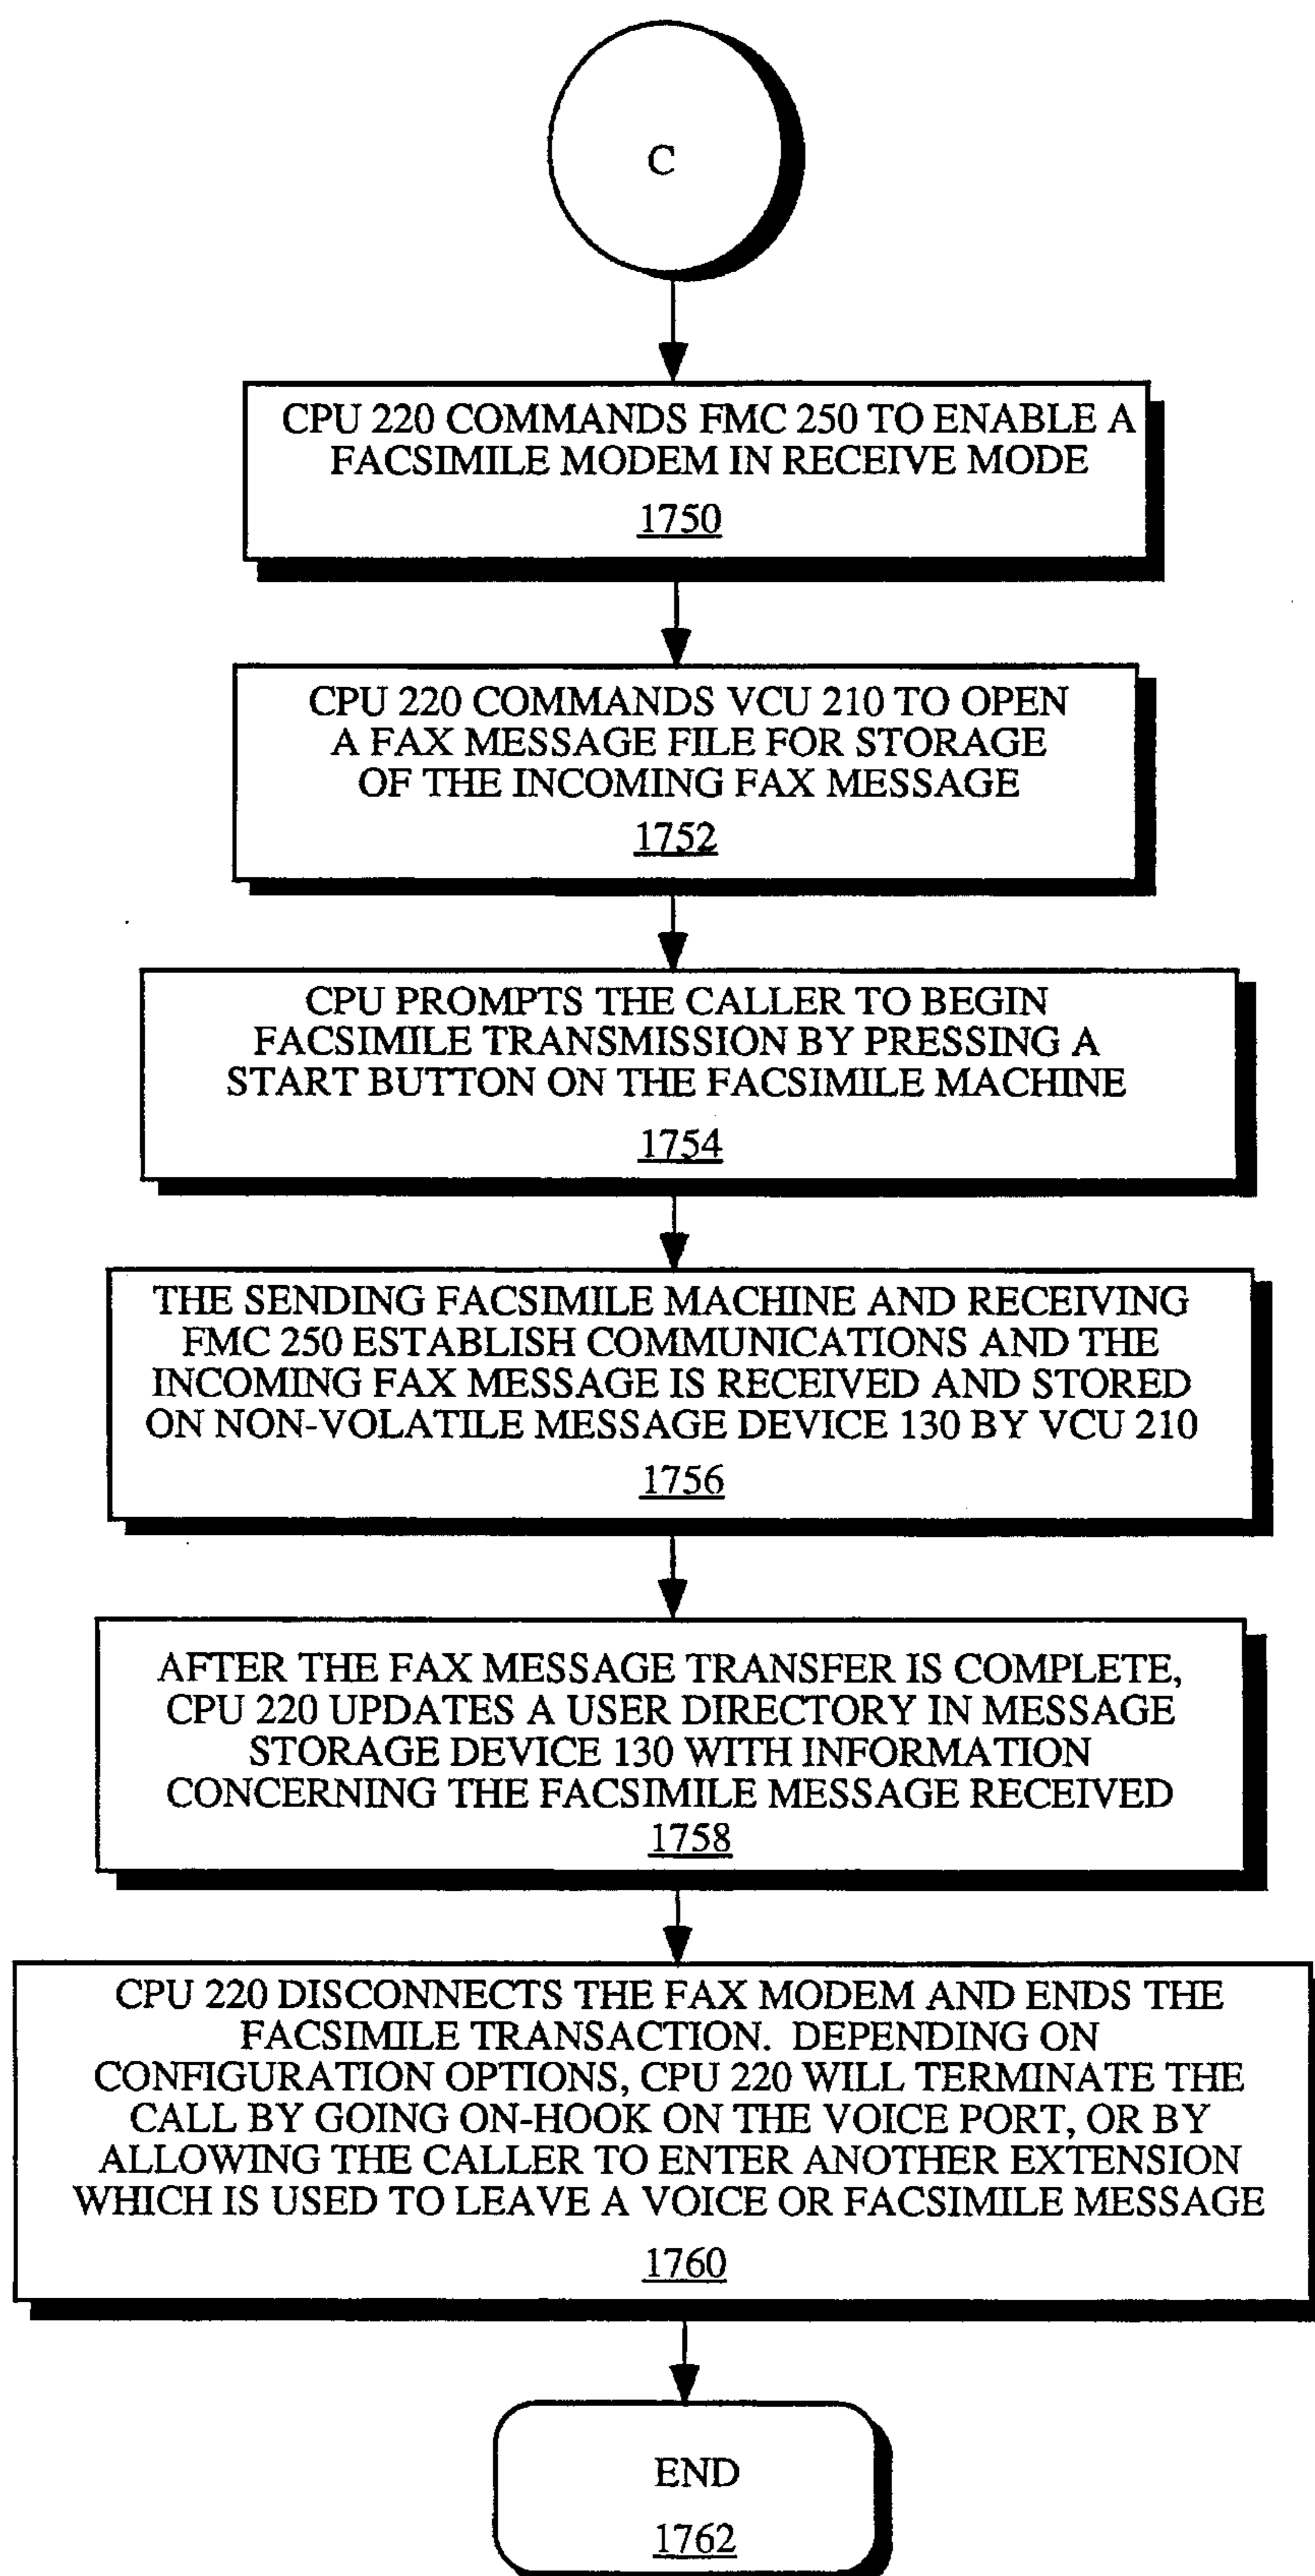 C
CPU 220 COMMANDS FMC 250 TO ENABLE A
FACSIMILE MODEM IN RECEIVE MODE
1750
CPU 220 COMMANDS VCU 210 TO OPEN
A FAX MESSAGE FILE FOR STORAGE
OF THE INCOMING FAX MESSAGE
1752
CPU PROMPTS THE CALLER TO BEGIN
FACSIMILE TRANSMISSION BY PRESSING A
START BUTTON ON THE FACSIMILE MACHINE
1754
THE SENDING FACSIMILE MACHINE AND RECEIVING
FMC 250 ESTABLISH COMMUNICATIONS AND THE
INCOMING FAX MESSAGE IS RECEIVED AND STORED
ON NON-VOLATILE MESSAGE DEVICE 130 BY VCU 210
1756
AFTER THE FAX MESSAGE TRANSFER IS COMPLETE,
CPU 220 UPDATES A USER DIRECTORY IN MESSAGE
STORAGE DEVICE 130 WITH INFORMATION
CONCERNING THE FACSIMILE MESSAGE RECEIVED
1758
CPU 220 DISCONNECTS THE FAX MODEM AND ENDS THE
FACSIMILE TRANSACTION. DEPENDING ON
CONFIGURATION OPTIONS, CPU 220 WILL TERMINATE THE
CALL BY GOING ON-HOOK ON THE VOICE PORT, OR BY
ALLOWING THE CALLER TO ENTER ANOTHER EXTENSION
WHICH IS USED TO LEAVE A VOICE OR FACSIMILE MESSAGE
1760
END
1762